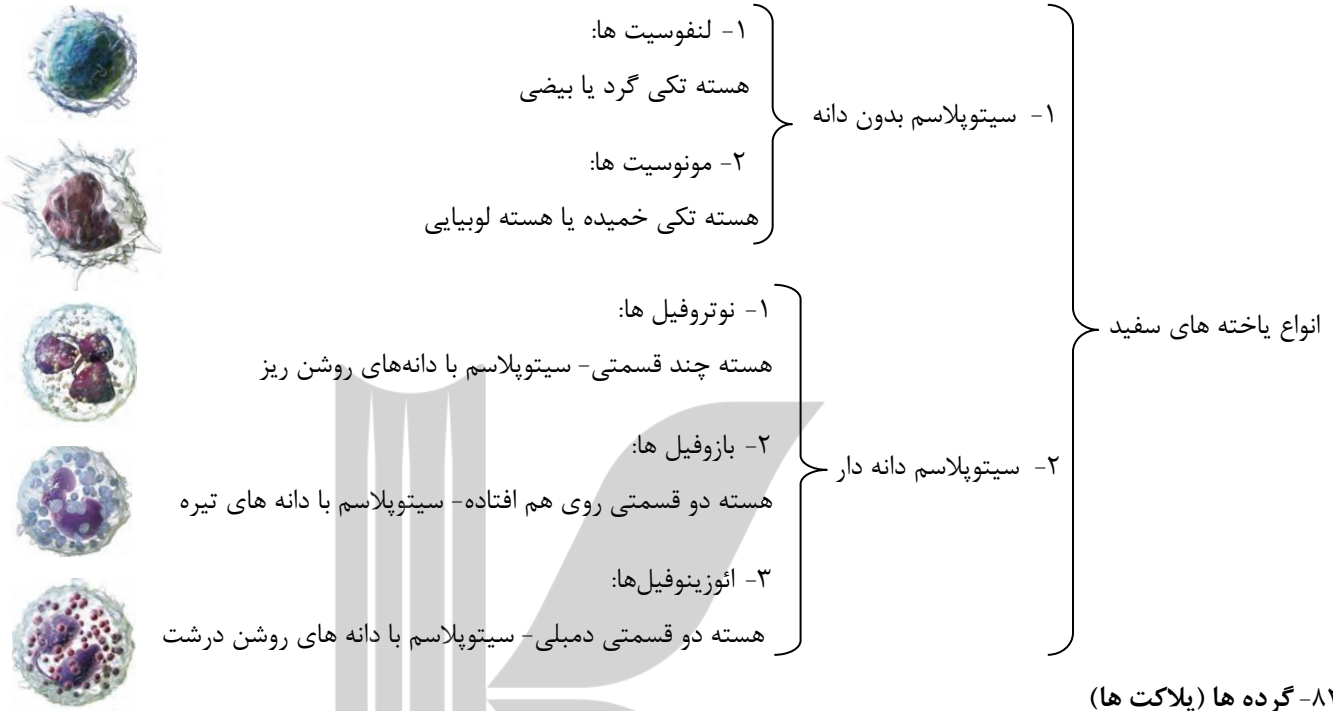 انواع یاخته های سفید
۱- سیتوپلاسم بدون دانه
۱- لنفوسیت ها:
هسته تکی گرد یا بیضی
۲- مونوسیت ها:
هسته تکی خمیده یا هسته لوبیایی
۲- سیتوپلاسم دانه دار
۱- نوتروفیل ها:
هسته چند قسمتی- سیتوپلاسم با دانه‌های روشن ریز
۲- بازوفیل ها:
هسته دو قسمتی روی هم افتاده- سیتوپلاسم با دانه های تیره
۳- ائوزینوفیل‌ها:
هسته دو قسمتی دمبلی- سیتوپلاسم با دانه های روشن درشت
گرده ها (پلاکت ها)